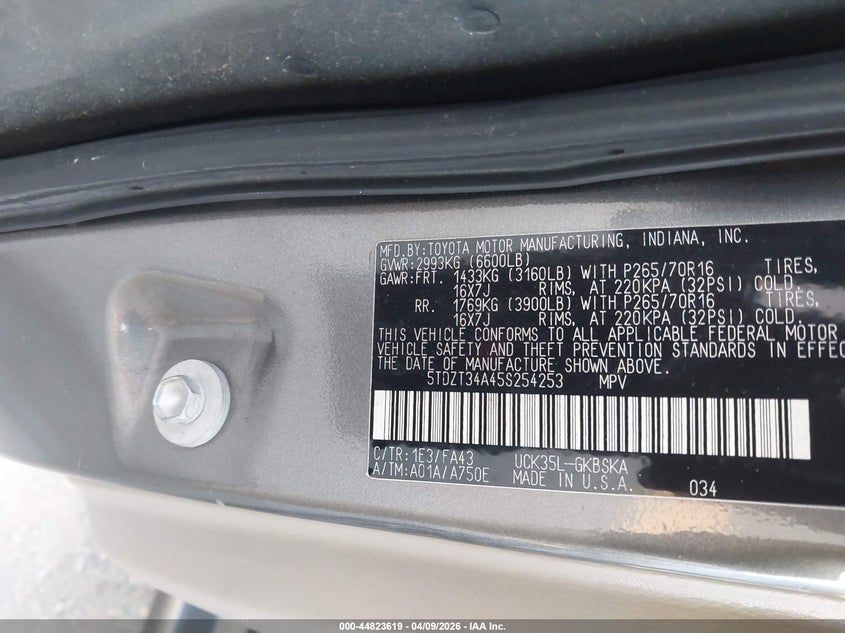 MFD.BY:TOYOTA MOTOR MANUFACTURING, INDIANA, INC.
GVWR:2993KG (6600LB)
GAWR:FRT. 1433KG (3160LB) WITH P265/70R16 TIRES,
16X7J RIMS, AT 220KPA (32PSI) COLD.
RR. 1769KG (3900LB) WITH P265/70R16 TIRES,
16X7J RIMS, AT 220KPA (32PSI) COLD.
THIS VEHICLE CONFORMS TO ALL APPLICABLE FEDERAL MOTOR
VEHICLE SAFETY AND THEFT PREVENTION STANDARDS IN EFFEC
THE DATE OF MANUFACTURE SHOWN ABOVE.
5TDZT34A45S254253 MPV
C/TR:1E3/FA43 UCK35L-GKBSKA
A/TM:A01A/A750E MADE IN U.S.A. 034
000-44823619 - 04/09/2026 - IAA Inc.